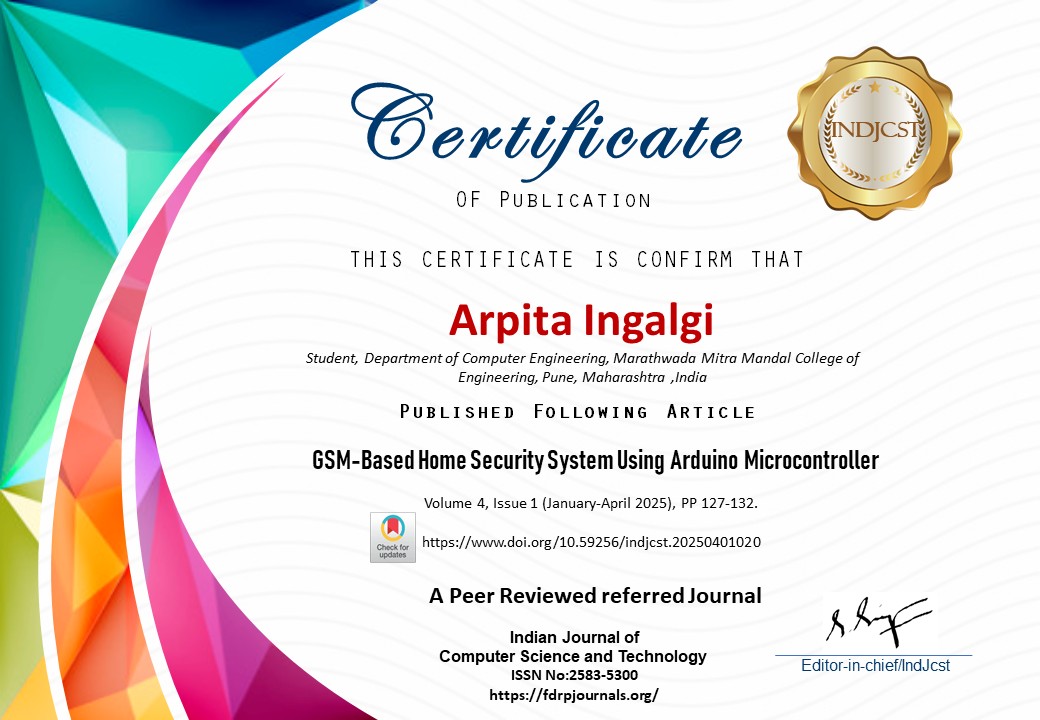 Certificate
OF PUBLICATION
INDJCST
THIS CERTIFICATE IS CONFIRM THAT
Arpita Ingalgi
Student, Department of Computer Engineering, Marathwada Mitra Mandal College of
Engineering, Pune, Maharashtra ,India
PUBLISHED FOLLOWING ARTICLE
GSM-Based Home Security System Using Arduino Microcontroller
Volume 4, Issue 1 (January-April 2025), PP 127-132.
Check for
updates
https://www.doi.org/10.59256/indjcst.20250401020
A Peer Reviewed referred Journal
Indian Journal of
Computer Science and Technology
ISSN No:2583-5300
https://fdrpjournals.org/
Editor-in-chief/IndJcst